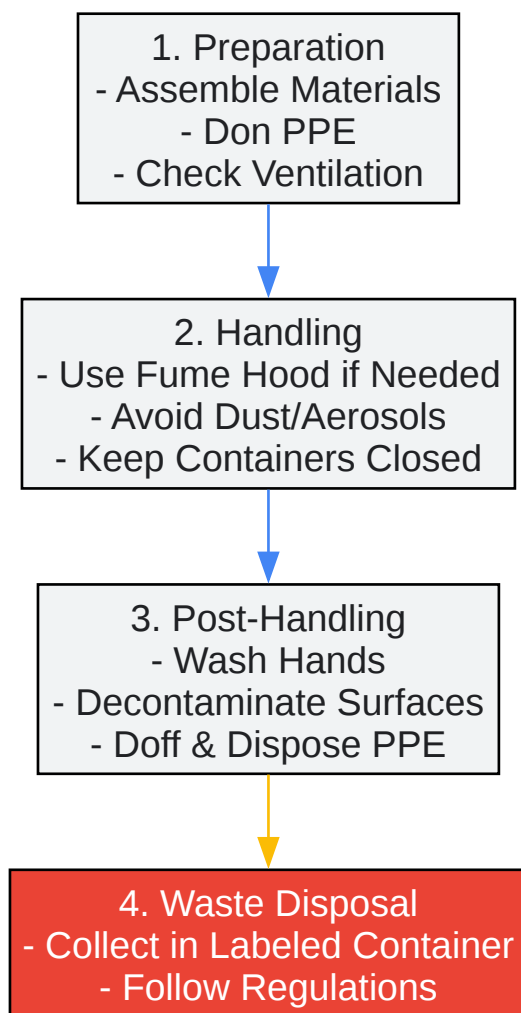 1. Preparation
- Assemble Materials
- Don PPE
- Check Ventilation
2. Handling
- Use Fume Hood if Needed
- Avoid Dust/Aerosols
- Keep Containers Closed
3. Post-Handling
- Wash Hands
- Decontaminate Surfaces
- Doff & Dispose PPE
4. Waste Disposal
- Collect in Labeled Container
- Follow Regulations